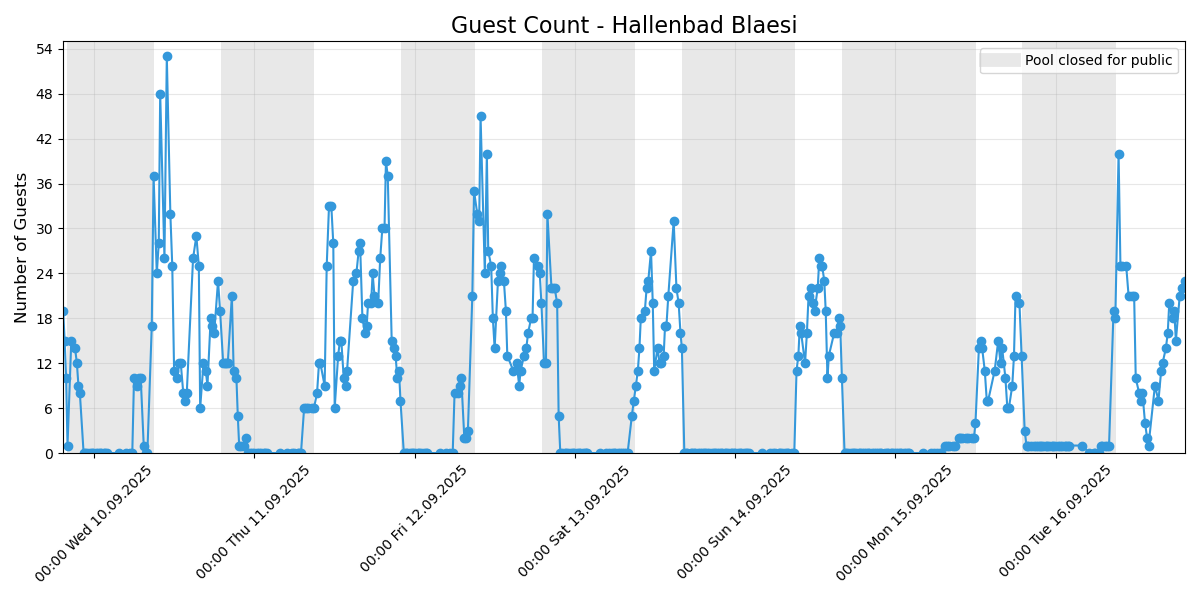 Guest Count - Hallenbad Blaesi
Pool closed for public
Number of Guests
54
48
42
36
30
24
18
12
6
0
00:00 Wed 10.09.2025
00:00 Thu 11.09.2025
00:00 Fri 12.09.2025
00:00 Sat 13.09.2025
00:00 Sun 14.09.2025
00:00 Mon 15.09.2025
00:00 Tue 16.09.2025